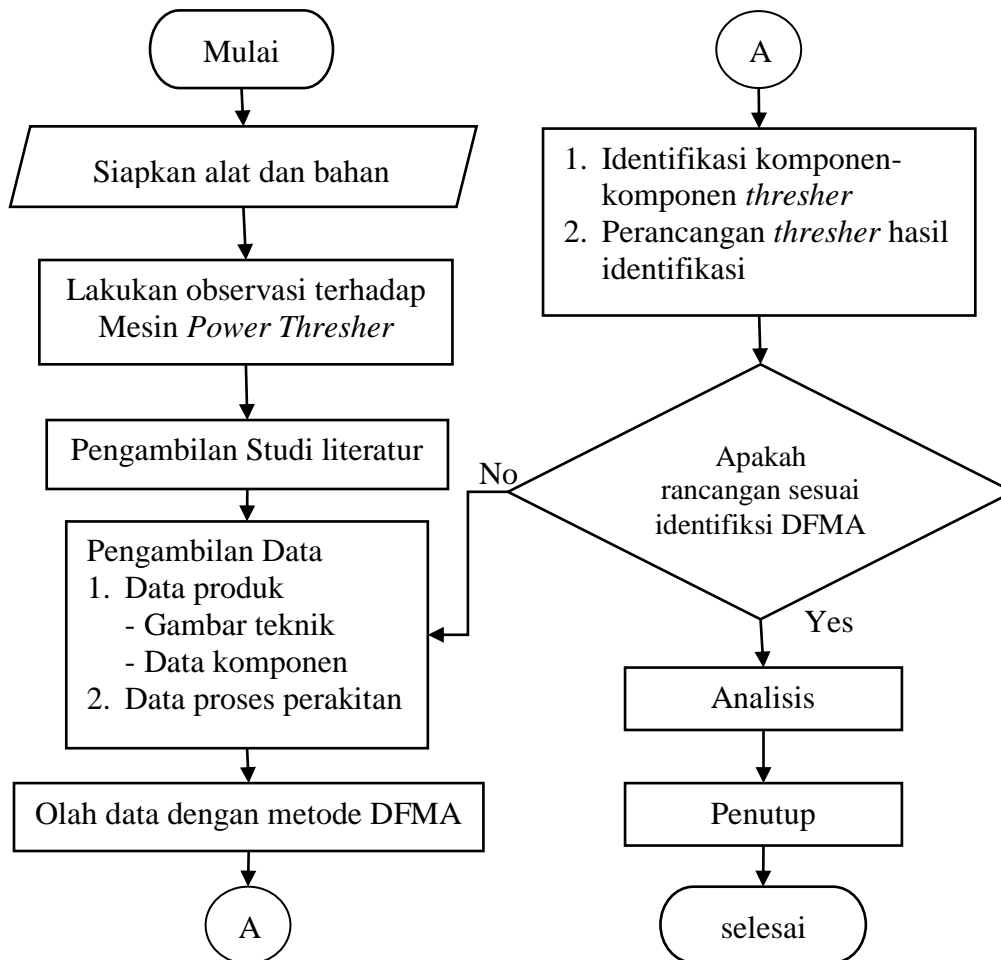 Mulai
Siapkan alat dan bahan
Lakukan observasi terhadap
Mesin Power Thresher
Pengambilan Studi literatur
Pengambilan Data
1. Data produk
- Gambar teknik
- Data komponen
2. Data proses perakitan
Olah data dengan metode DFMA
A
A
1. Identifikasi komponen-
komponen thresher
2. Perancangan thresher hasil
identifikasi
Apakah
rancangan sesuai
identifiksi DFMA
No
Yes
Analisis
Penutup
selesai